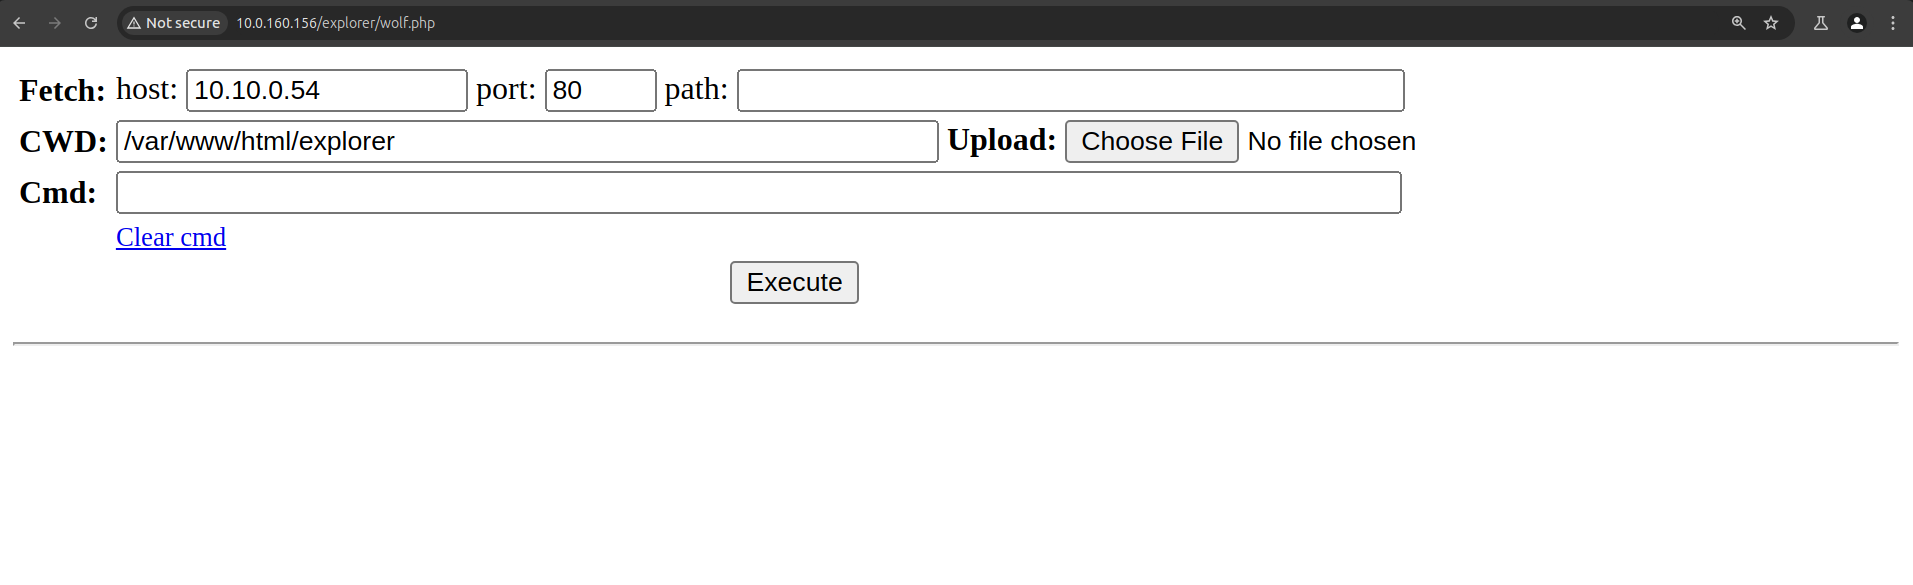 Not secure 10.0.160.156/explorer/wolf.php
Fetch: host: 10.10.0.54 port: 80 path:
CWD: /var/www/html/explorer Upload: Choose File No file chosen
Cmd:
Clear cmd
Execute